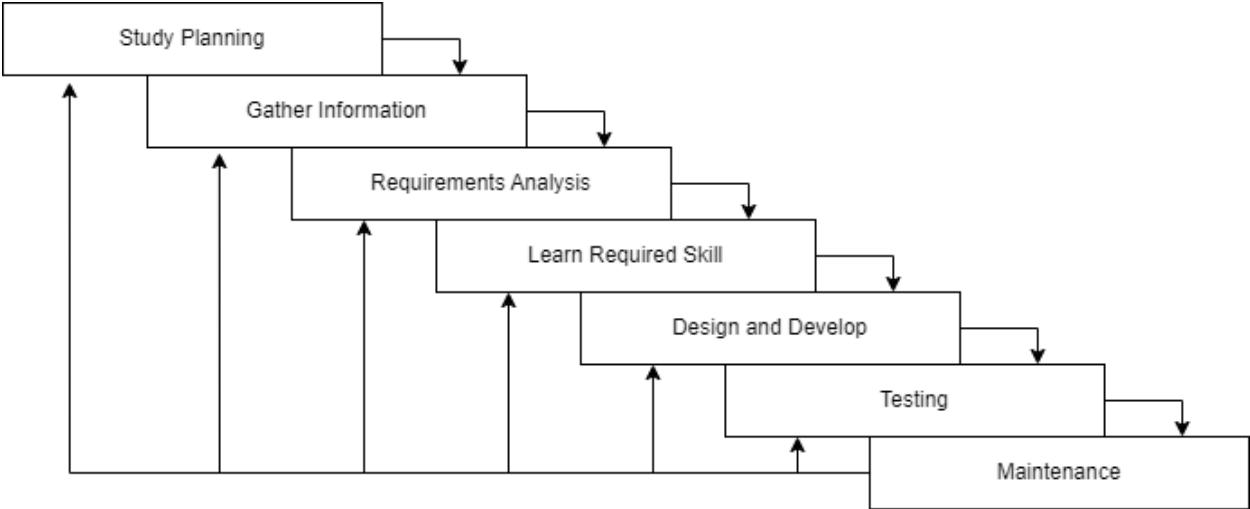 Study Planning
Gather Information
Requirements Analysis
Learn Required Skill
Design and Develop
Testing
Maintenance